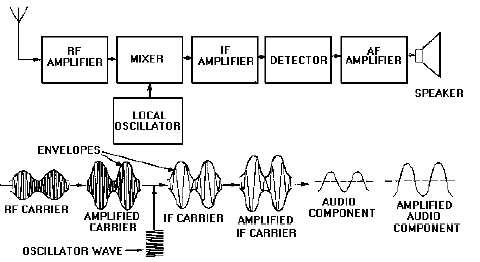 RF
AMPLIFIER
MIXER
IF
AMPLIFIER
DETECTOR
AF
AMPLIFIER
SPEAKER
LOCAL
OSCILLATOR
ENVELOPES
RF CARRIER
AMPLIFIED
CARRIER
IF CARRIER
AMPLIFIED
IF CARRIER
AUDIO
COMPONENT
AMPLIFIED
AUDIO
COMPONENT
OSCILLATOR WAVE